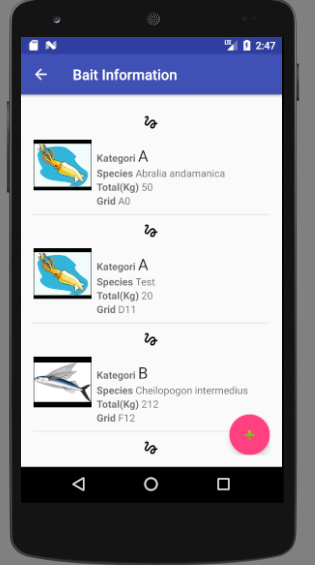 2:47
Bait Information
Kategori A
Species Abralia andamanica
Total(Kg) 50
Grid A0
Kategori A
Species Test
Total(Kg) 20
Grid D11
Kategori B
Species Cheilopogon intermedius
Total(Kg) 212
Grid F12